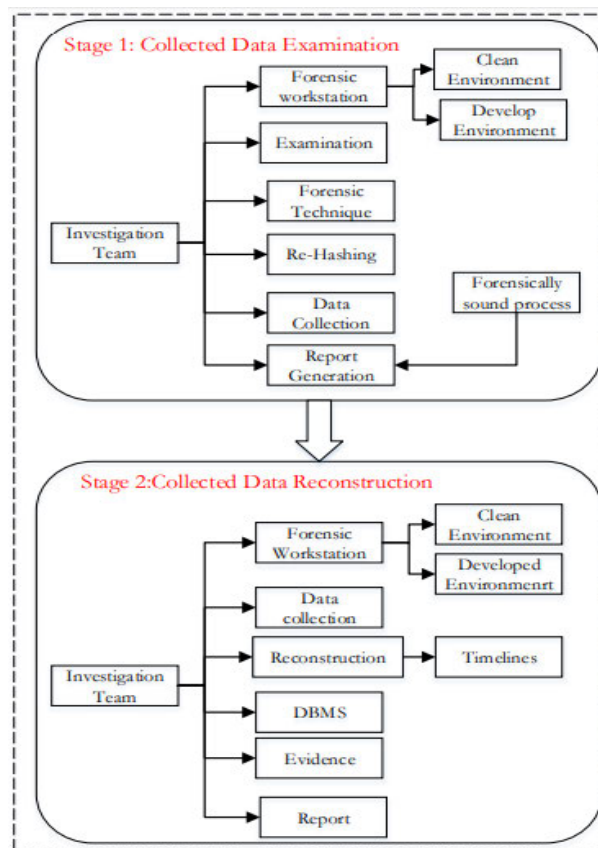 Stage 1: Collected Data Examination
Forensic
workstation
Clean
Environment
Develop
Environment
Examination
Forensic
Technique
Investigation
Team
Re-Hashing
Forensically
sound process
Data
Collection
Report
Generation
Stage 2:Collected Data Reconstruction
Forensic
Workstation
Clean
Environment
Developed
Environmenrt
Data
collection
Reconstruction
Timelines
Investigation
Team
DBMS
Evidence
Report